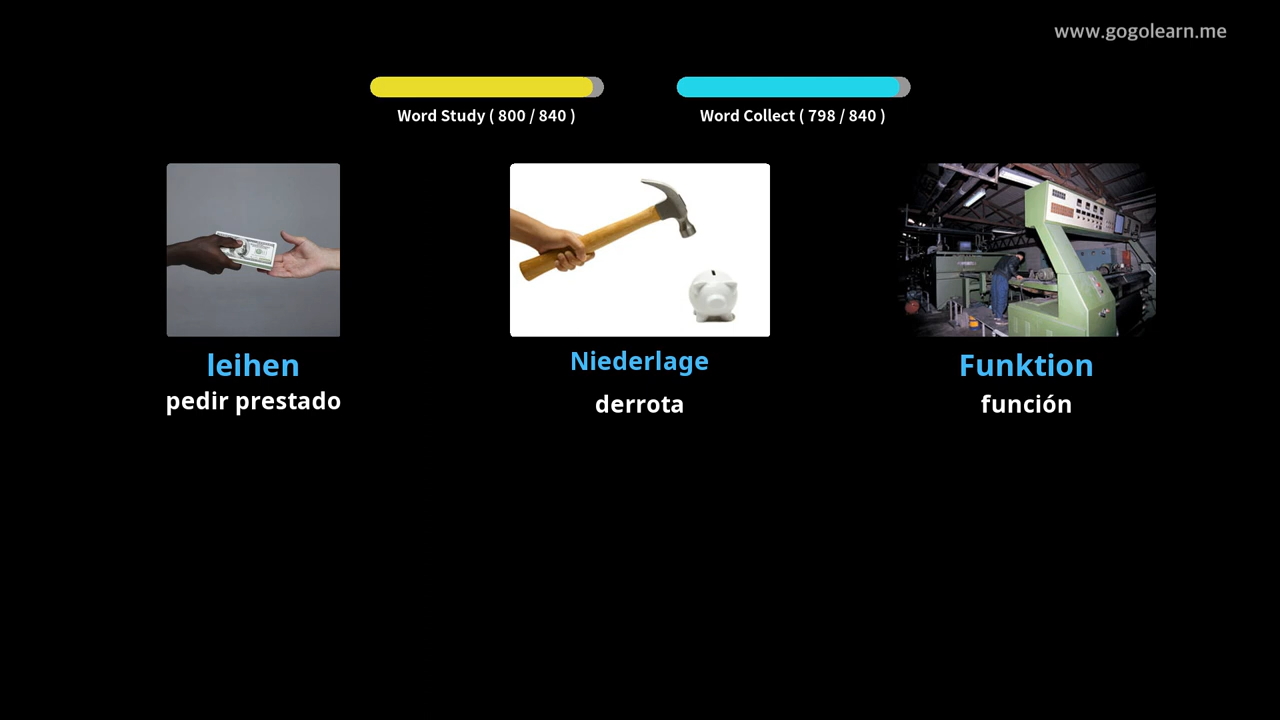 www.gogolearn.me
Word Study ( 800 / 840 )
Word Collect ( 798 / 840 )
leihen
pedir prestado
Niederlage
derrota
Funktion
función